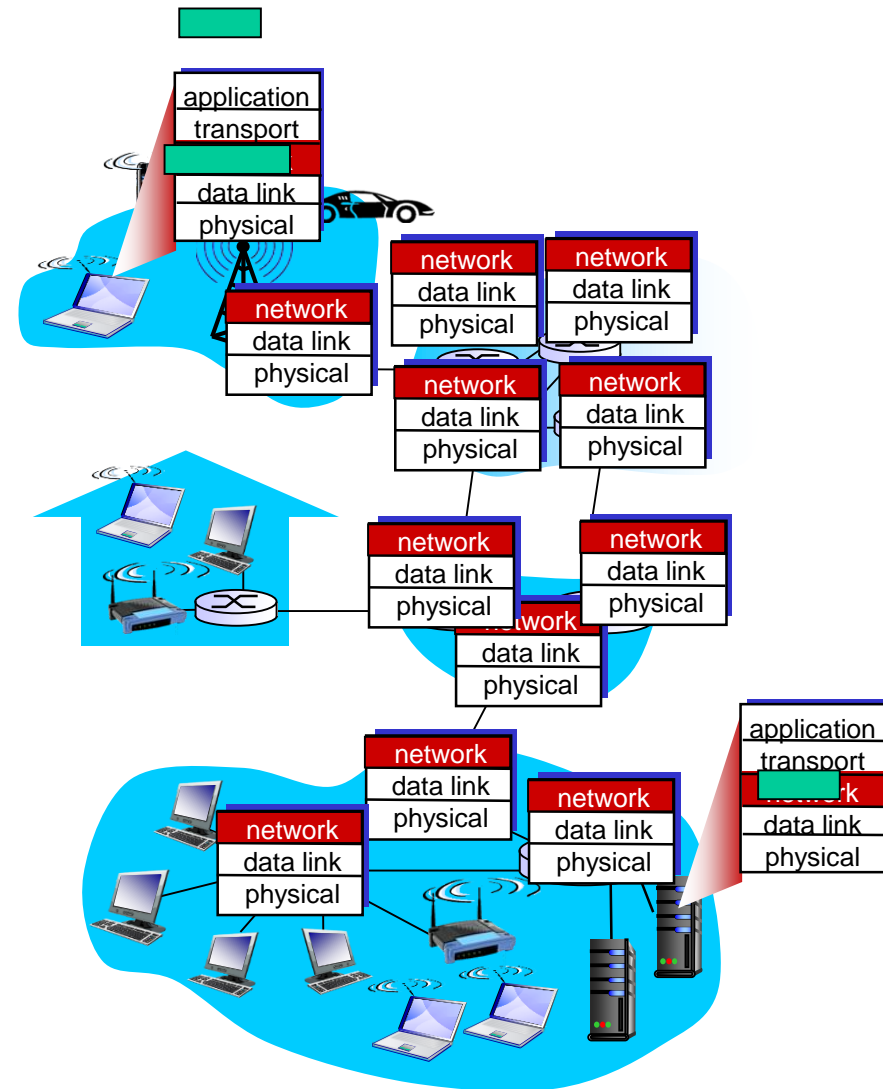 application
transport
data link
physical
network
data link
physical
network
data link
physical
network
data link
physical
network
data link
physical
network
data link
physical
network
data link
physical
network
data link
physical
network
data link
physical
network
data link
physical
application
transport
network
data link
physical
network
data link
physical
network
data link
physical